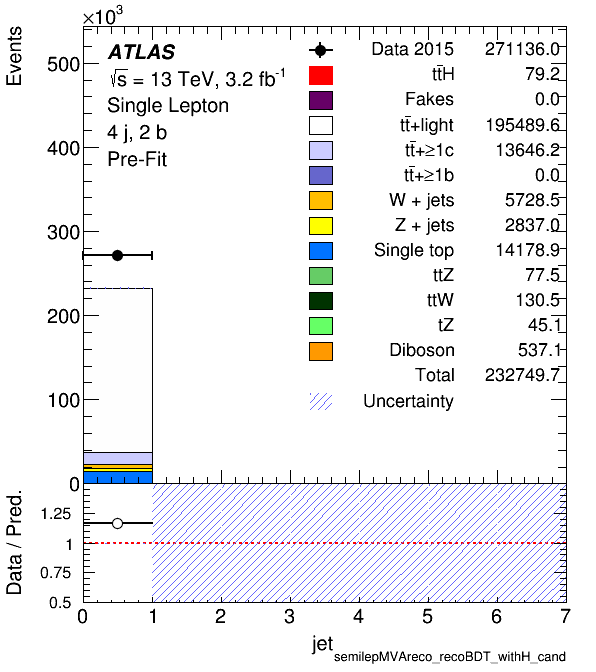 ×10³
Events
500
400
300
200
100
0
ATLAS
√s = 13 TeV, 3.2 fb⁻¹
Single Lepton
4 j, 2 b
Pre-Fit
Data 2015 271136.0
tt̄H 79.2
Fakes 0.0
tt̄+light 195489.6
tt̄+≥1c 13646.2
tt̄+≥1b 0.0
W + jets 5728.5
Z + jets 2837.0
Single top 14178.9
ttZ 77.5
ttW 130.5
tZ 45.1
Diboson 537.1
Total 232749.7
Uncertainty
Data / Pred.
1.25
1
0.75
0.5
0 1 2 3 4 5 6 7
jet
semilepMVAreco_recoBDT_withH_cand